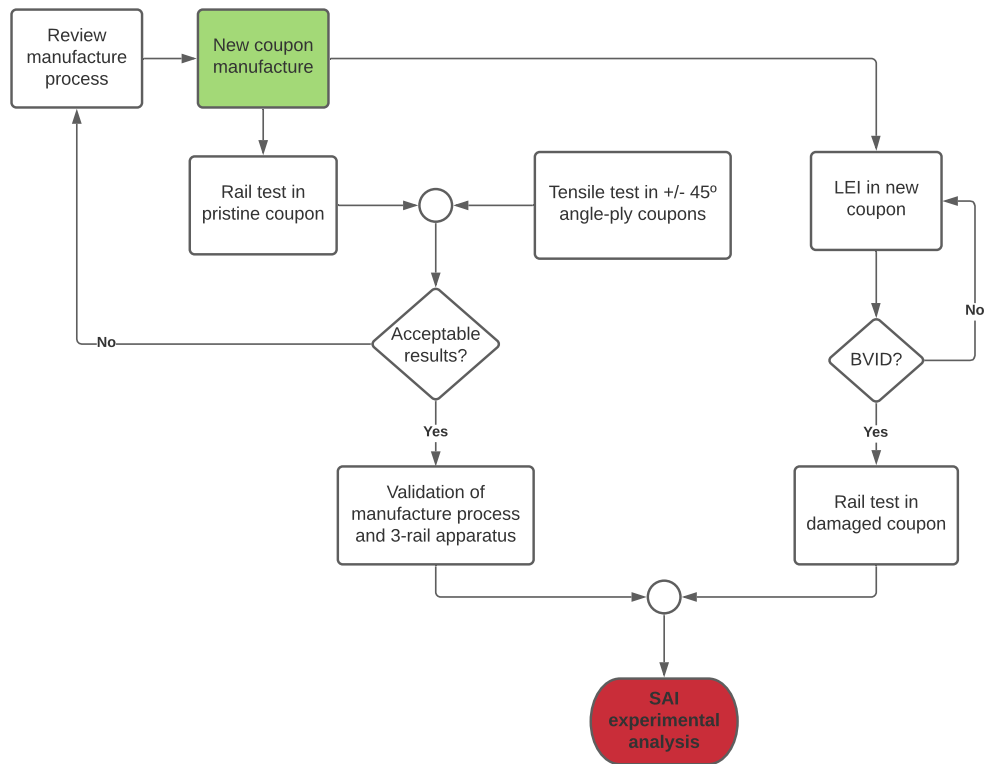 Review
manufacture
process
New coupon
manufacture
Rail test in
pristine coupon
Tensile test in +/- 45º
angle-ply coupons
LEI in new
coupon
Acceptable
results?
No
BVID?
No
Yes
Yes
Validation of
manufacture process
and 3-rail apparatus
Rail test in
damaged coupon
SAI
experimental
analysis